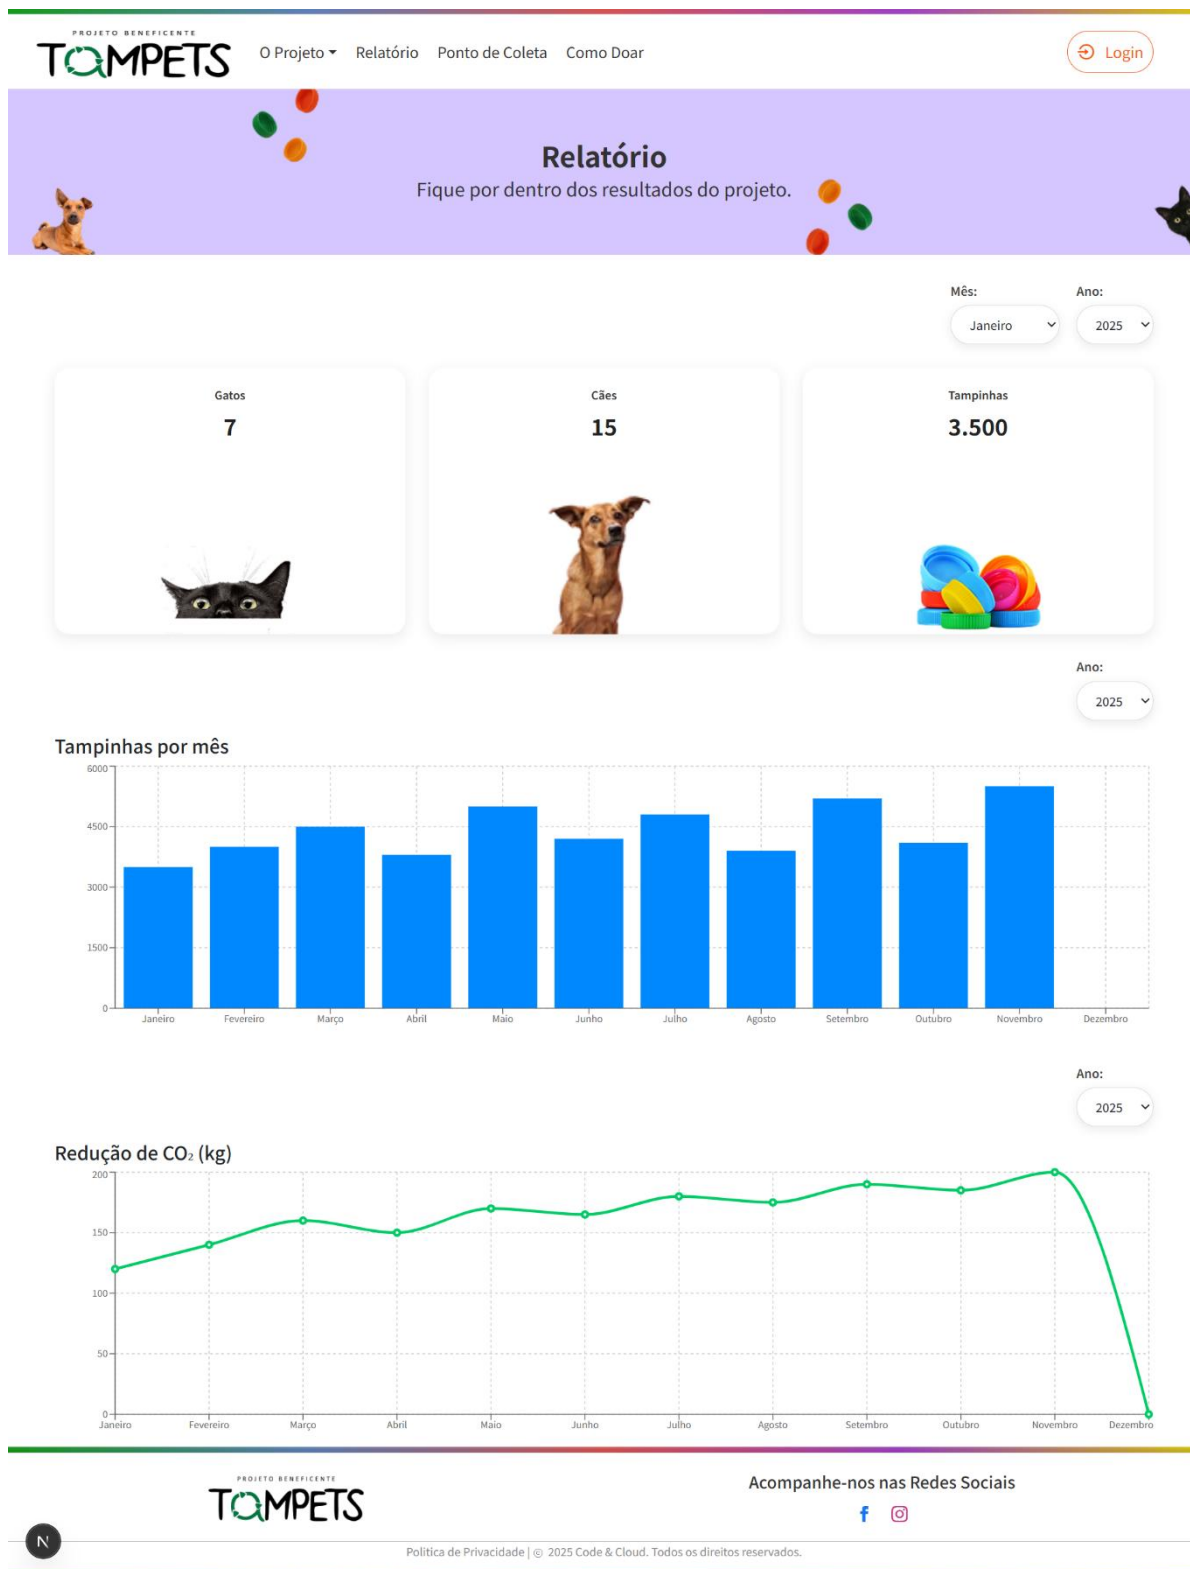 PROJETO BENEFICENTE
TAMPETS
O Projeto
Relatório
Ponto de Coleta
Como Doar
Login
Relatório
Fique por dentro dos resultados do projeto.
Mês:
Ano:
Janeiro
2025
Gatos
7
Cães
15
Tampinhas
3.500
Ano:
2025
Tampinhas por mês
6000
4500
3000
1500
0
Janeiro
Fevereiro
Março
Abril
Maio
Junho
Julho
Agosto
Setembro
Outubro
Novembro
Dezembro
Ano:
2025
Redução de CO₂ (kg)
200
150
100
50
0
Janeiro
Fevereiro
Março
Abril
Maio
Junho
Julho
Agosto
Setembro
Outubro
Novembro
Dezembro
PROJETO BENEFICENTE
TAMPETS
Acompanhe-nos nas Redes Sociais
N
Politica de Privacidade | © 2025 Code & Cloud. Todos os direitos reservados.